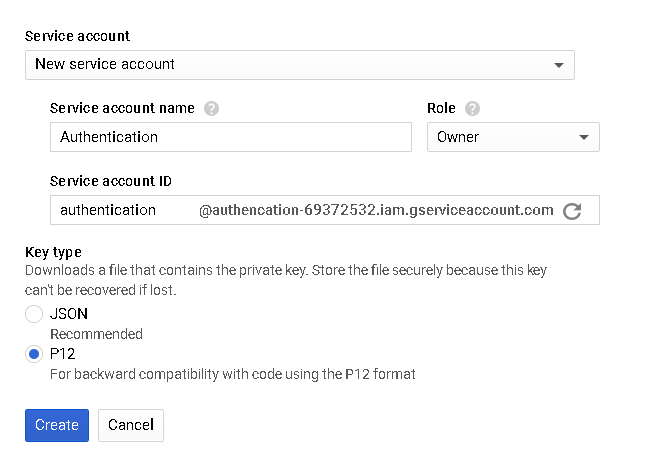 Service account
New service account
Service account name ? Role ?
Authentication Owner
Service account ID
authentication @authencation-69372532.iam.gserviceaccount.com
Key type
Downloads a file that contains the private key. Store the file securely because this key
can't be recovered if lost.
JSON
Recommended
P12
For backward compatibility with code using the P12 format
Create Cancel